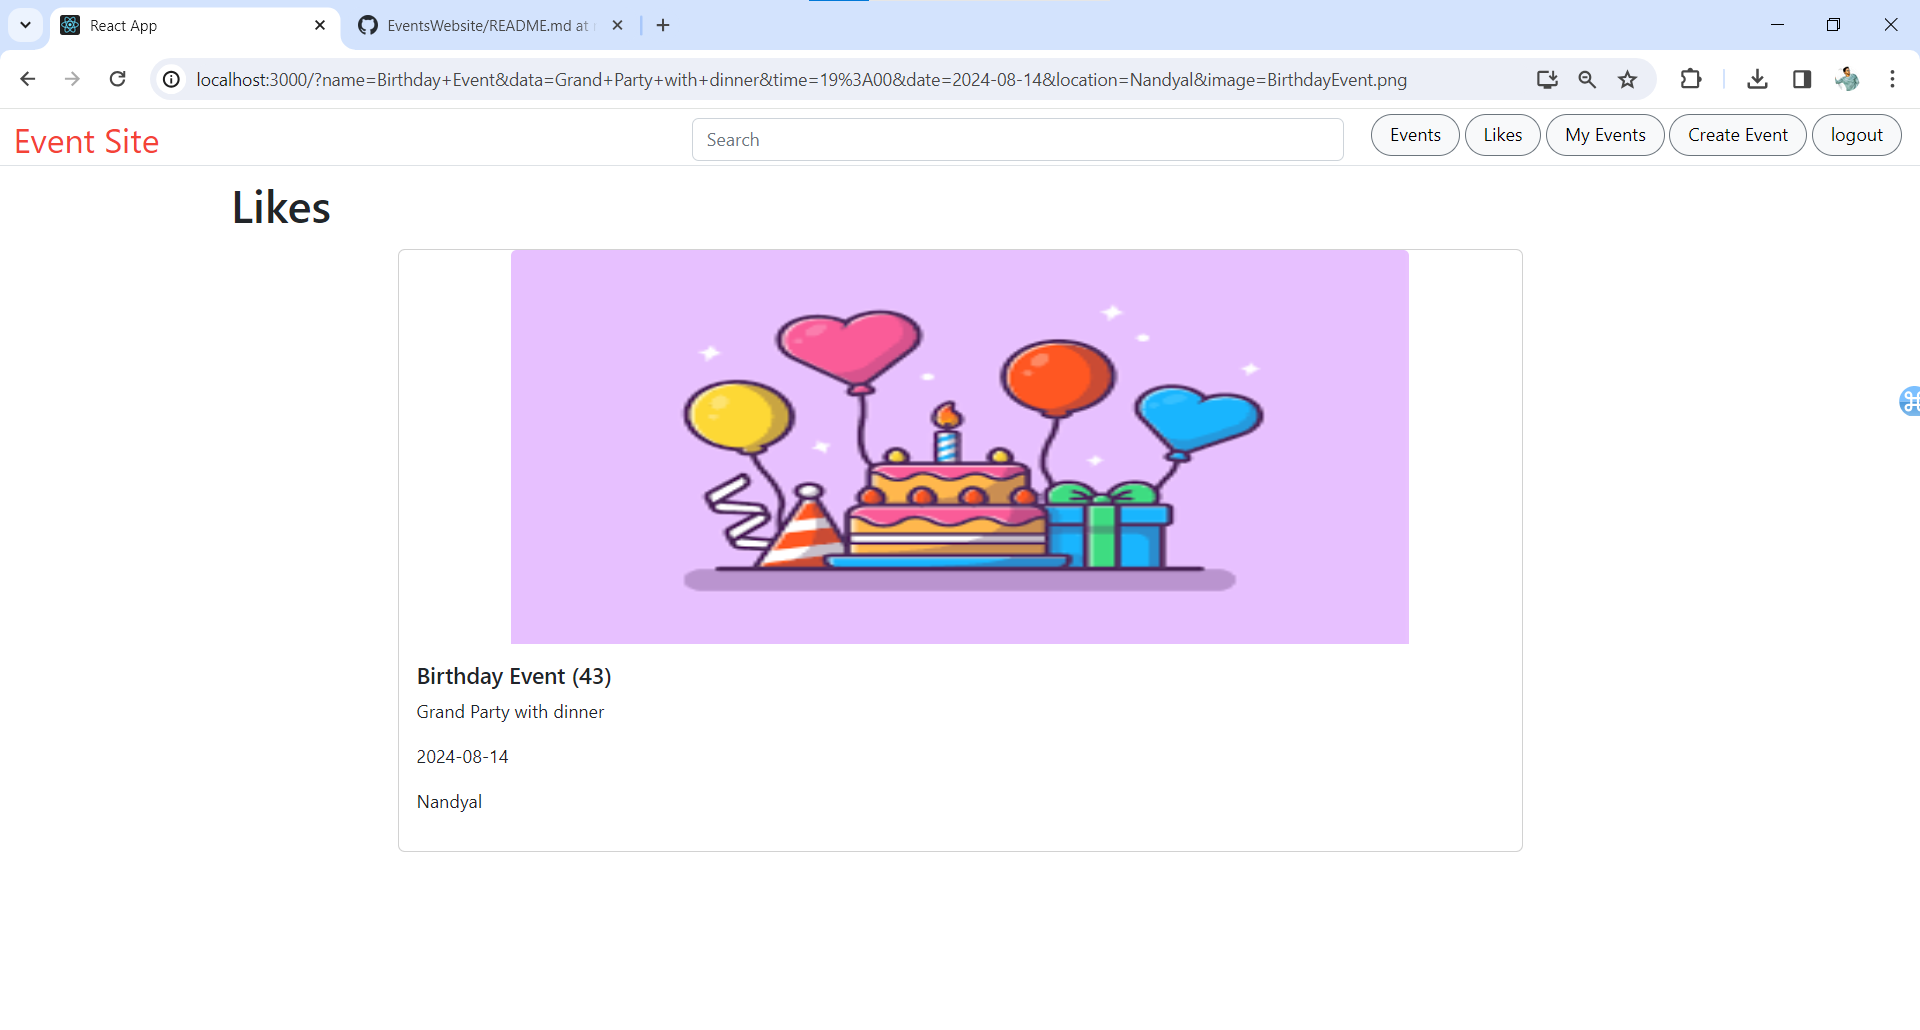 React App
EventsWebsite/README.md at
localhost:3000/?name=Birthday+Event&data=Grand+Party+with+dinner&time=19%3A00&date=2024-08-14&location=Nandyal&image=BirthdayEvent.png
Event Site
Search
Events
Likes
My Events
Create Event
logout
Likes
Birthday Event (43)
Grand Party with dinner
2024-08-14
Nandyal